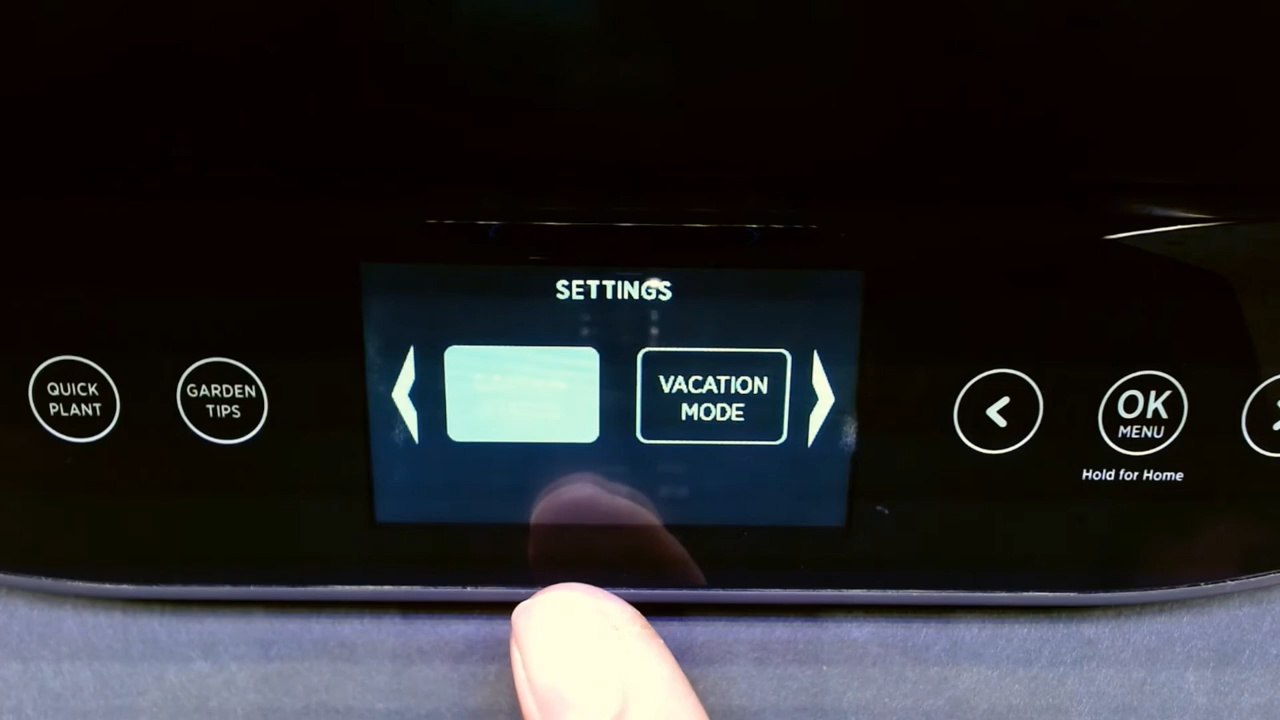 SETTINGS
QUICK
PLANT
GARDEN
TIPS
VACATION
MODE
OK
MENU
Hold for Home